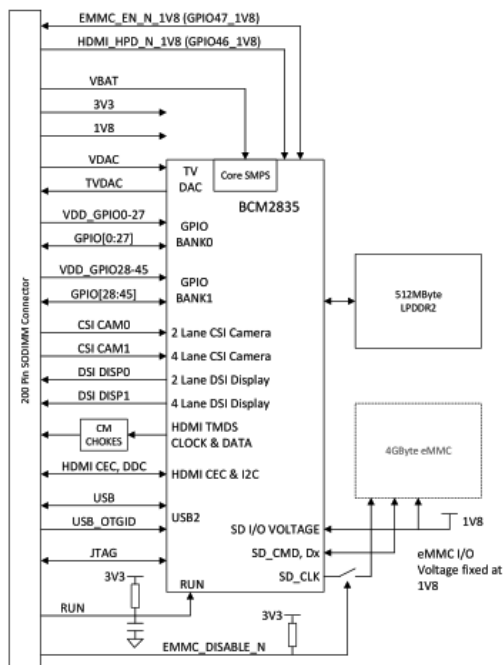 EMMC_EN_N_1V8 (GPIO47_1V8)
HDMI_HPD_N_1V8 (GPIO46_1V8)
VBAT
3V3
1V8
VDAC
TVDAC
TV
DAC
Core SMPS
BCM2835
VDD_GPIO0-27
GPIO[0:27]
GPIO
BANK0
VDD_GPIO28-45
GPIO[28:45]
GPIO
BANK1
512MByte
LPDDR2
200 Pin SODIMM Connector
CSI CAM0
2 Lane CSI Camera
CSI CAM1
4 Lane CSI Camera
DSI DISP0
2 Lane DSI Display
DSI DISP1
4 Lane DSI Display
CM
CHOKES
HDMI TMDS
CLOCK & DATA
4GByte eMMC
HDMI CEC, DDC
HDMI CEC & I2C
USB
USB_OTGID
USB2
SD I/O VOLTAGE
1V8
JTAG
SD_CMD, Dx
eMMC I/O
Voltage fixed at
1V8
3V3
RUN
SD_CLK
RUN
3V3
EMMC_DISABLE_N